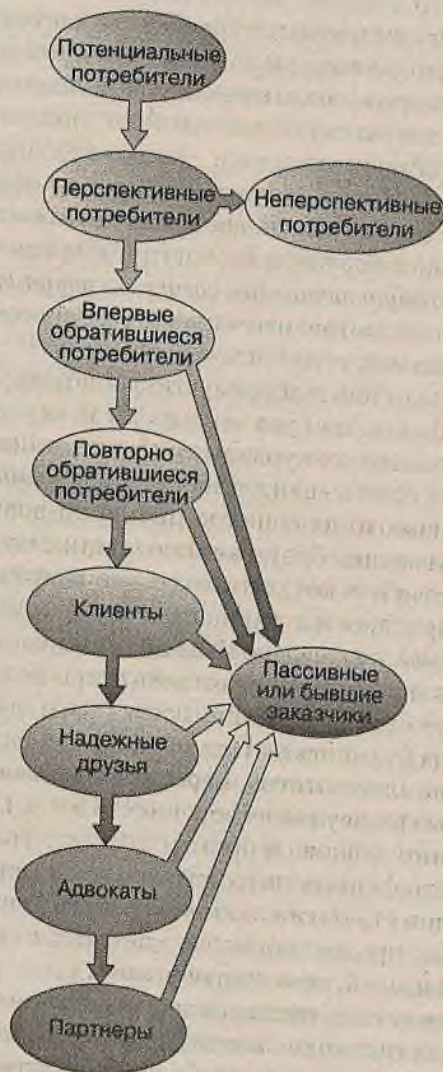 Потенциальные
потребители
Перспективные
потребители
Неперспективные
потребители
Впервые
обратившиеся
потребители
Повторно
обратившиеся
потребители
Клиенты
Пассивные
или бывшие
заказчики
Надежные
друзья
Адвокаты
Партнеры